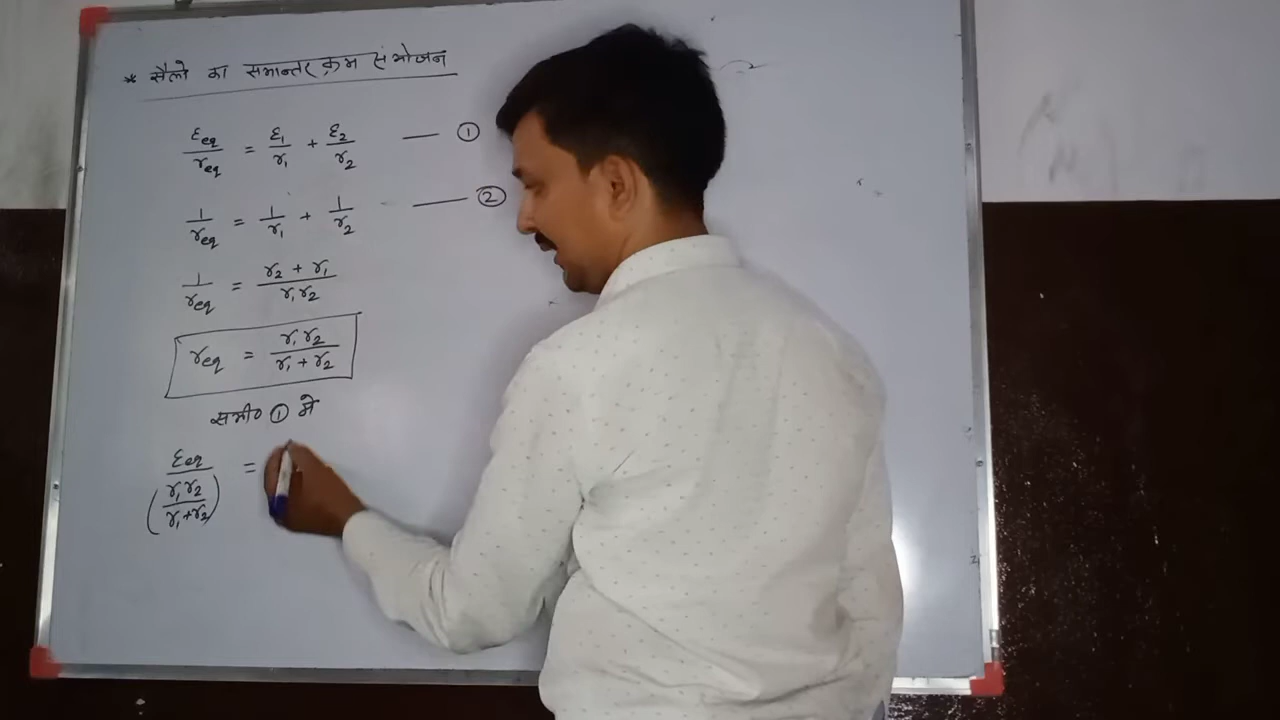 * सैलो का समान्तर क्रम संयोजन
εeq/req = ε1/r1 + ε2/r2 — ①
1/req = 1/r1 + 1/r2 — ②
1/req = (r2 + r1)/(r1r2)
req = (r1r2)/(r1 + r2)
समी० ① मे
εeq/((r1r2)/(r1+r2)) =